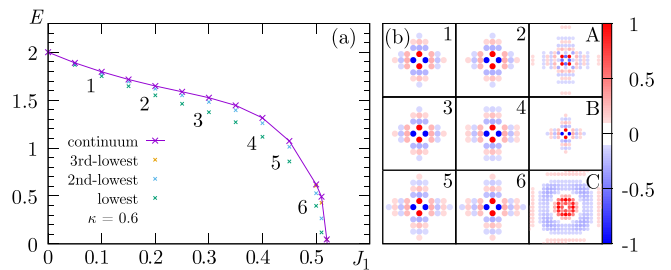 E
(a)
2
1.5
1
0.5
0
0 0.1 0.2 0.3 0.4 J₁
1
2
3
4
5
6
continuum
3rd-lowest
2nd-lowest
lowest
κ = 0.6
(b) 1 2 A
3 4 B
5 6 C
1
0.5
0
-0.5
-1